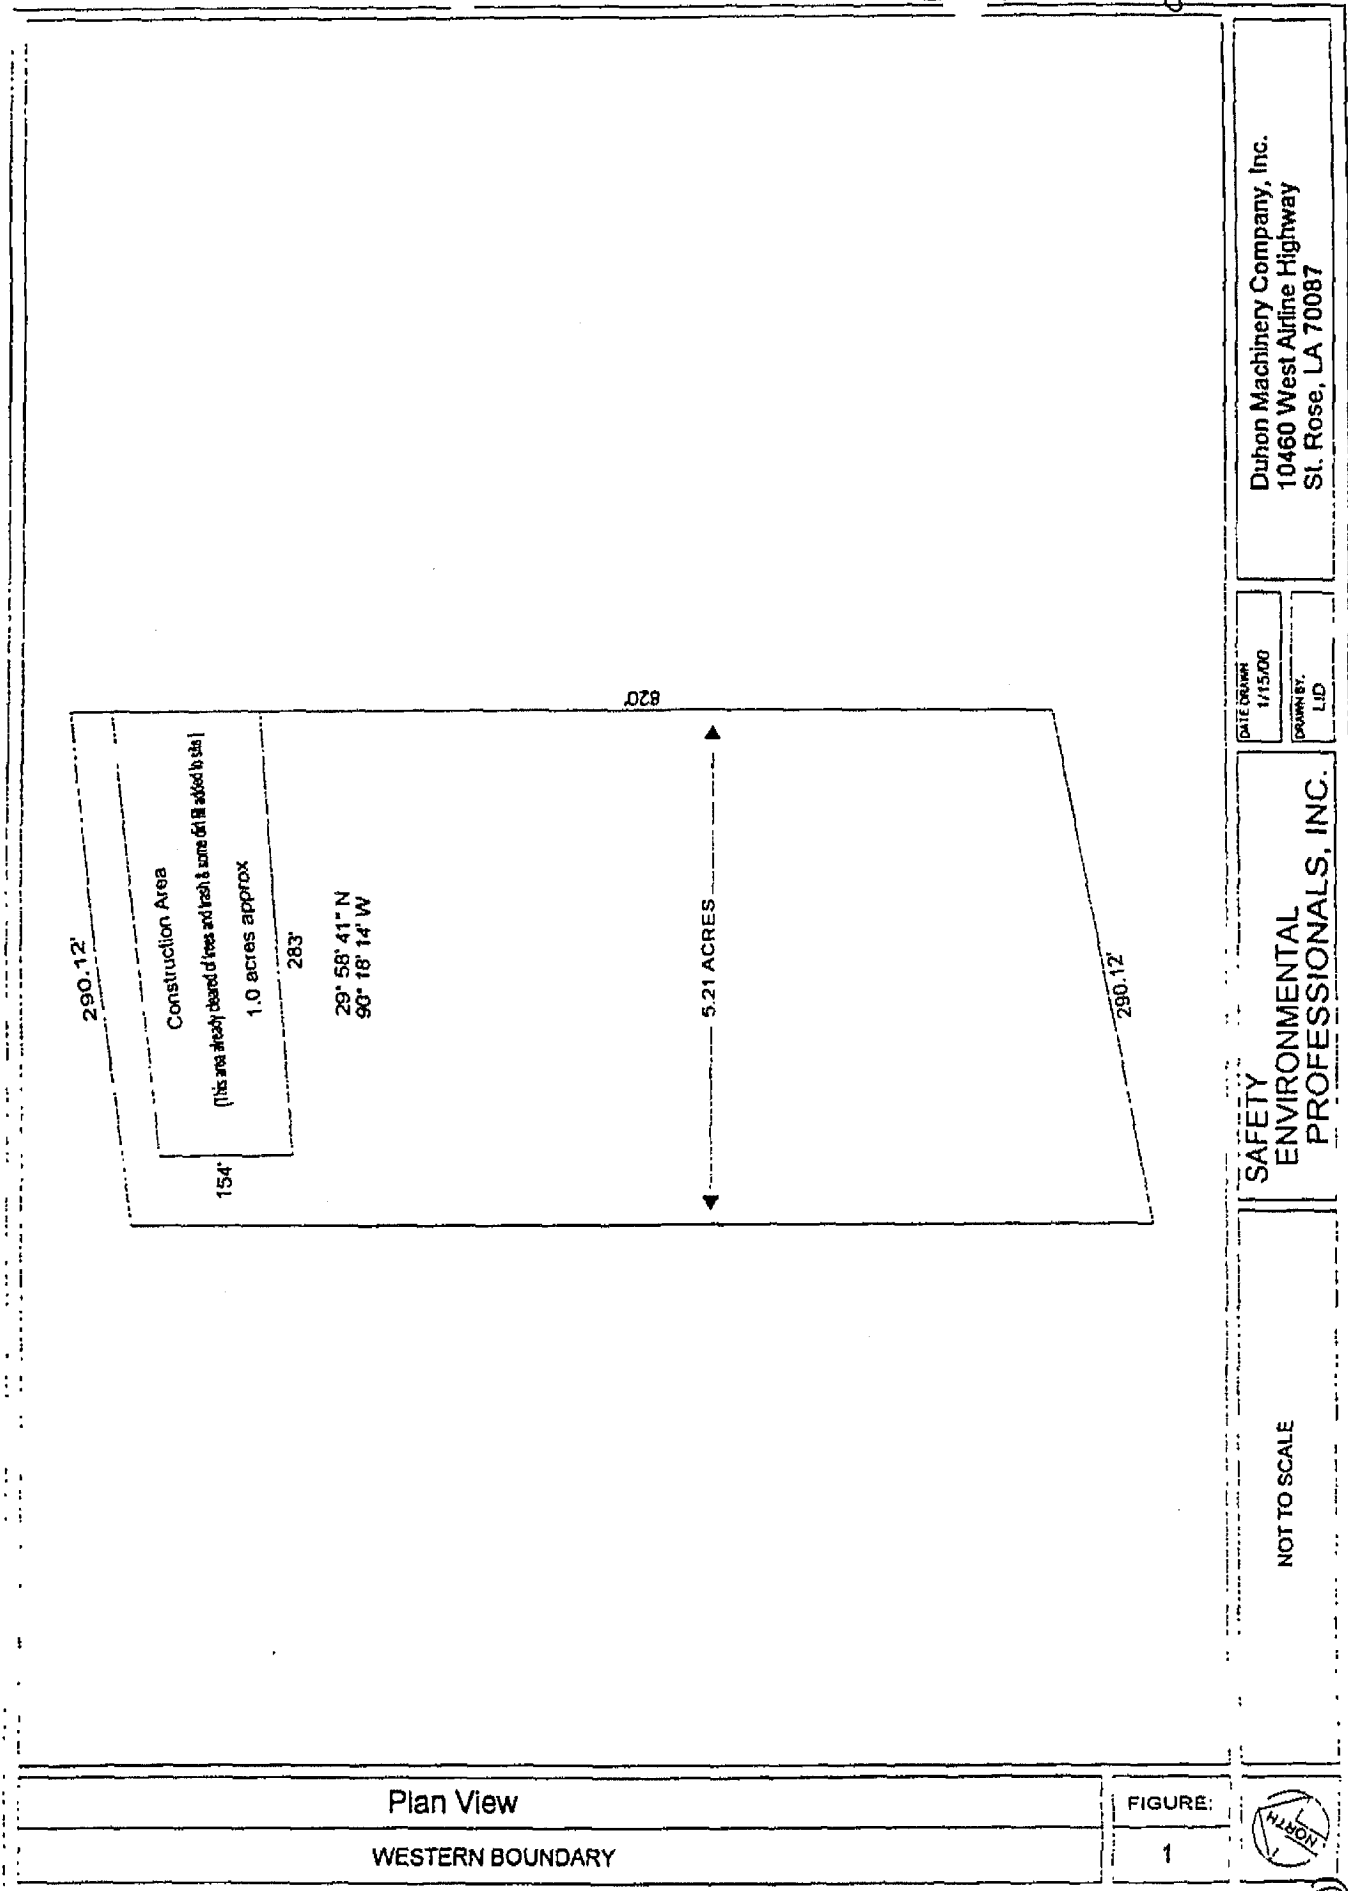 290.12'
Construction Area
[This area already cleared of trees and trash & some dirt fill added to site]
1.0 acres approx
283'
154'
29° 58' 41" N
90° 18' 14" W
820'
5.21 ACRES
290.12'
Plan View
WESTERN BOUNDARY
FIGURE:
1
NORTH
NOT TO SCALE
SAFETY
ENVIRONMENTAL
PROFESSIONALS, INC.
DATE DRAWN
1/15/00
DRAWN BY:
LJD
Duhon Machinery Company, Inc.
10460 West Airline Highway
St. Rose, LA 70087